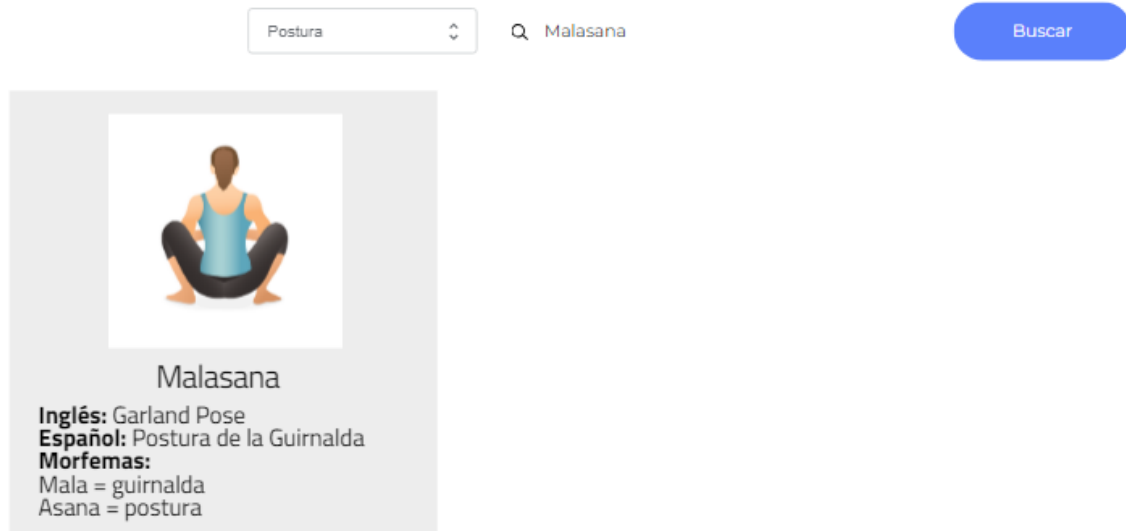 Postura Malasana Buscar
Malasana
Inglés: Garland Pose
Español: Postura de la Guirnalda
Morfemas:
Mala = guirnalda
Asana = postura